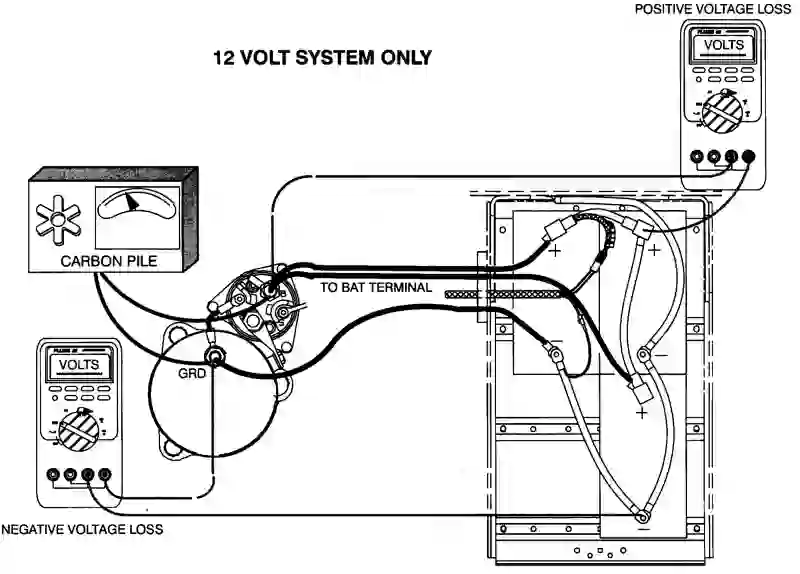 POSITIVE VOLTAGE LOSS
12 VOLT SYSTEM ONLY
VOLTS
CARBON PILE
TO BAT TERMINAL
GRD
VOLTS
NEGATIVE VOLTAGE LOSS
+
+
−
+
−
−